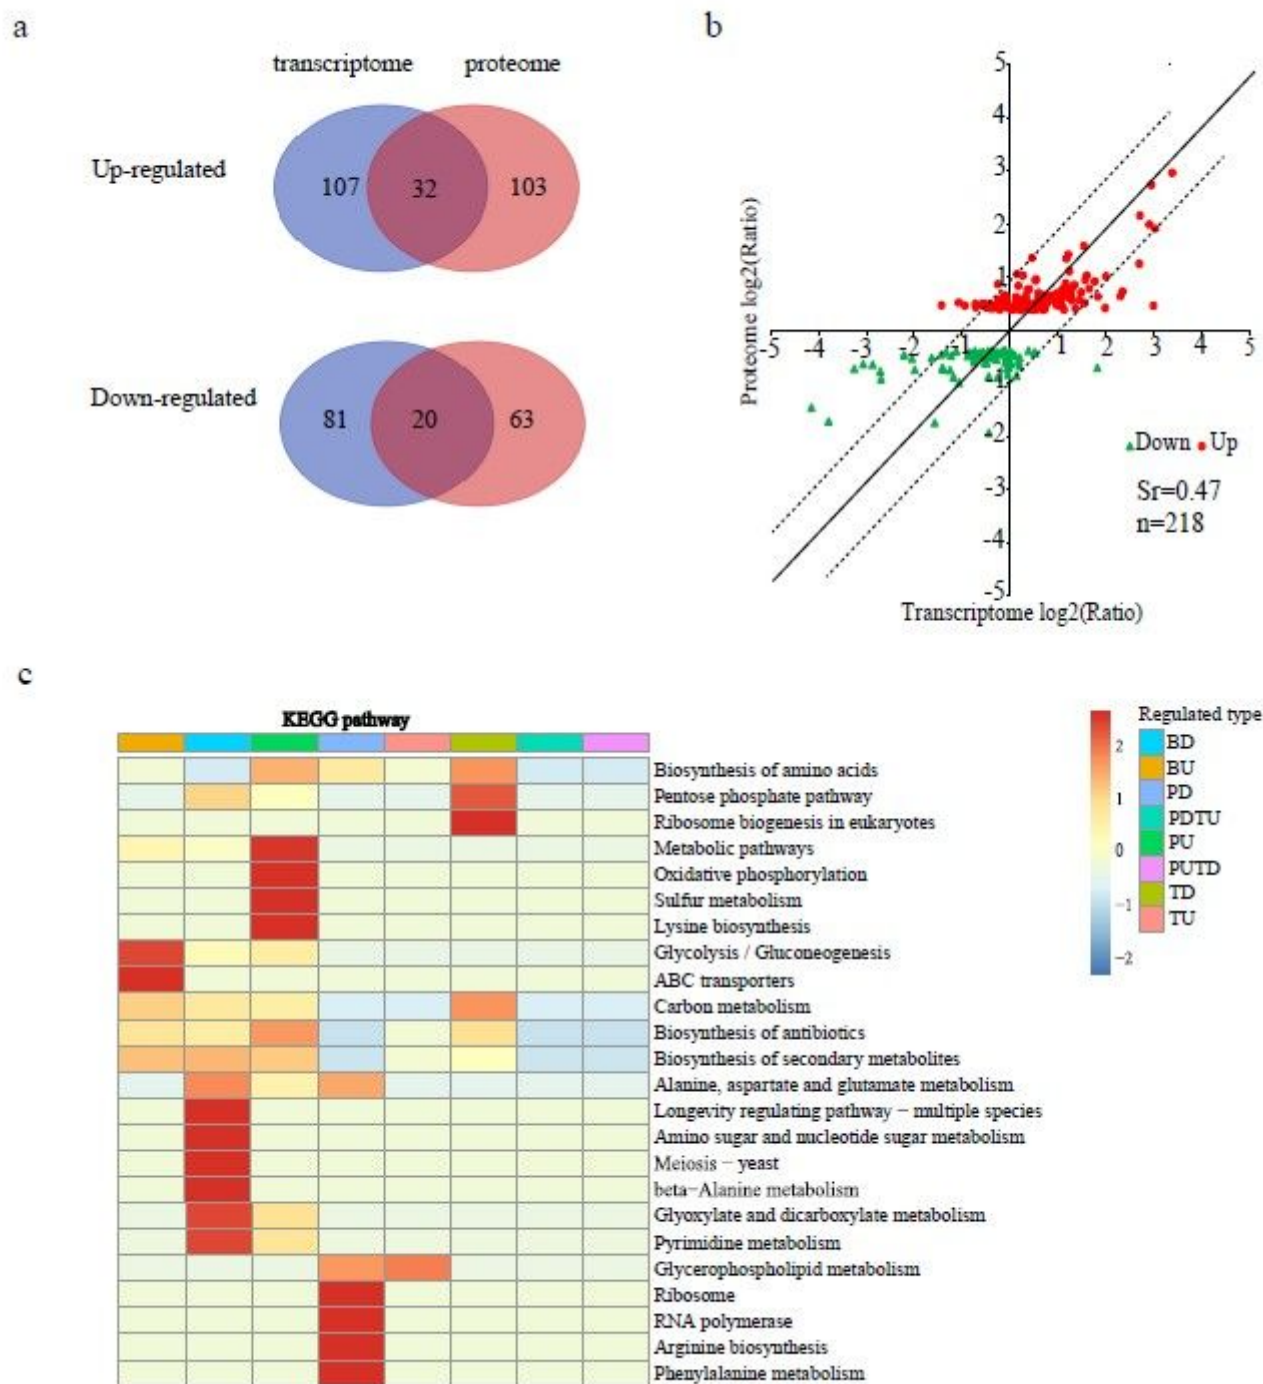 a
transcriptome proteome
Up-regulated
107 32 103
Down-regulated
81 20 63
b
Proteome log2(Ratio)
5
4
3
2
1
-5 -4 -3 -2 -1 1 2 3 4 5
-1
-2
-3
-4
-5
Down Up
Sr=0.47
n=218
Transcriptome log2(Ratio)
c
KEGG pathway
Biosynthesis of amino acids
Pentose phosphate pathway
Ribosome biogenesis in eukaryotes
Metabolic pathways
Oxidative phosphorylation
Sulfur metabolism
Lysine biosynthesis
Glycolysis / Gluconeogenesis
ABC transporters
Carbon metabolism
Biosynthesis of antibiotics
Biosynthesis of secondary metabolites
Alanine, aspartate and glutamate metabolism
Longevity regulating pathway − multiple species
Amino sugar and nucleotide sugar metabolism
Meiosis − yeast
beta−Alanine metabolism
Glyoxylate and dicarboxylate metabolism
Pyrimidine metabolism
Glycerophospholipid metabolism
Ribosome
RNA polymerase
Arginine biosynthesis
Phenylalanine metabolism
2
1
0
−1
−2
Regulated type
BD
BU
PD
PDTU
PU
PUTD
TD
TU